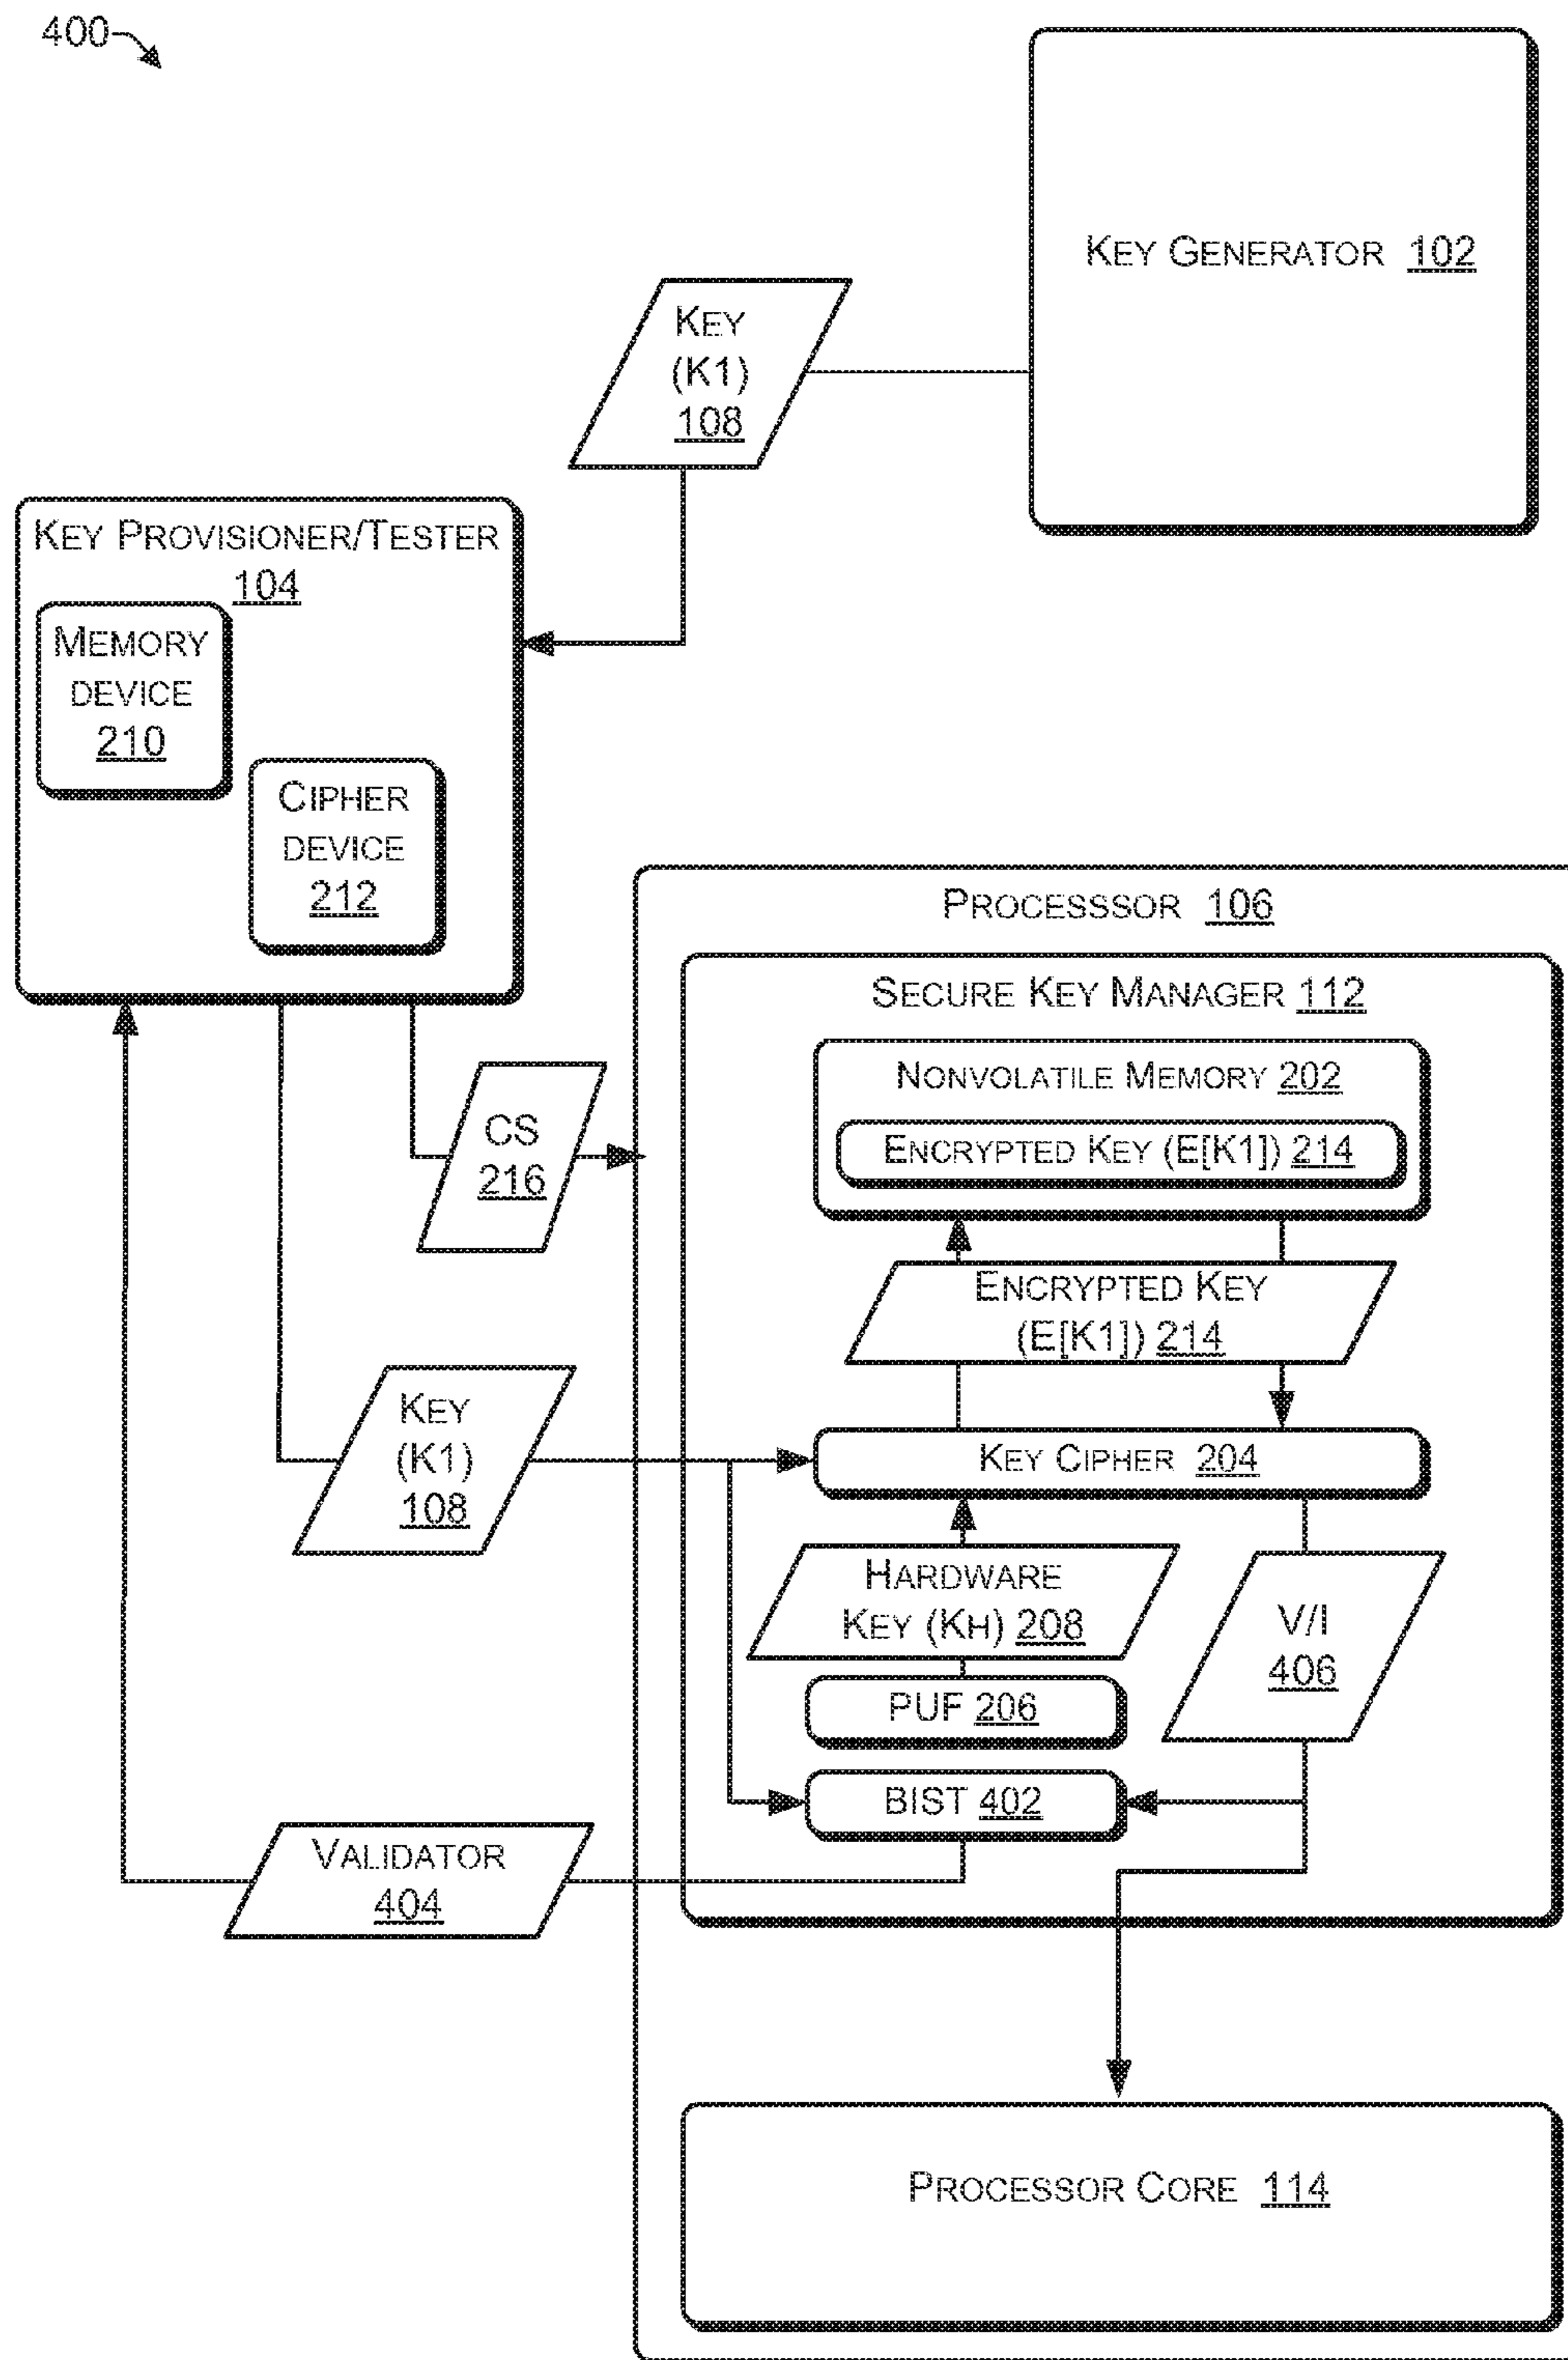 400
KEY GENERATOR 102
KEY
(K1)
108
KEY PROVISIONER/TESTER
104
MEMORY
DEVICE
210
CIPHER
DEVICE
212
PROCESSSOR 106
SECURE KEY MANAGER 112
NONVOLATILE MEMORY 202
ENCRYPTED KEY (E[K1]) 214
CS
216
ENCRYPTED KEY
(E[K1]) 214
KEY
(K1)
108
KEY CIPHER 204
HARDWARE
KEY (KH) 208
V/I
406
PUF 206
BIST 402
VALIDATOR
404
PROCESSOR CORE 114